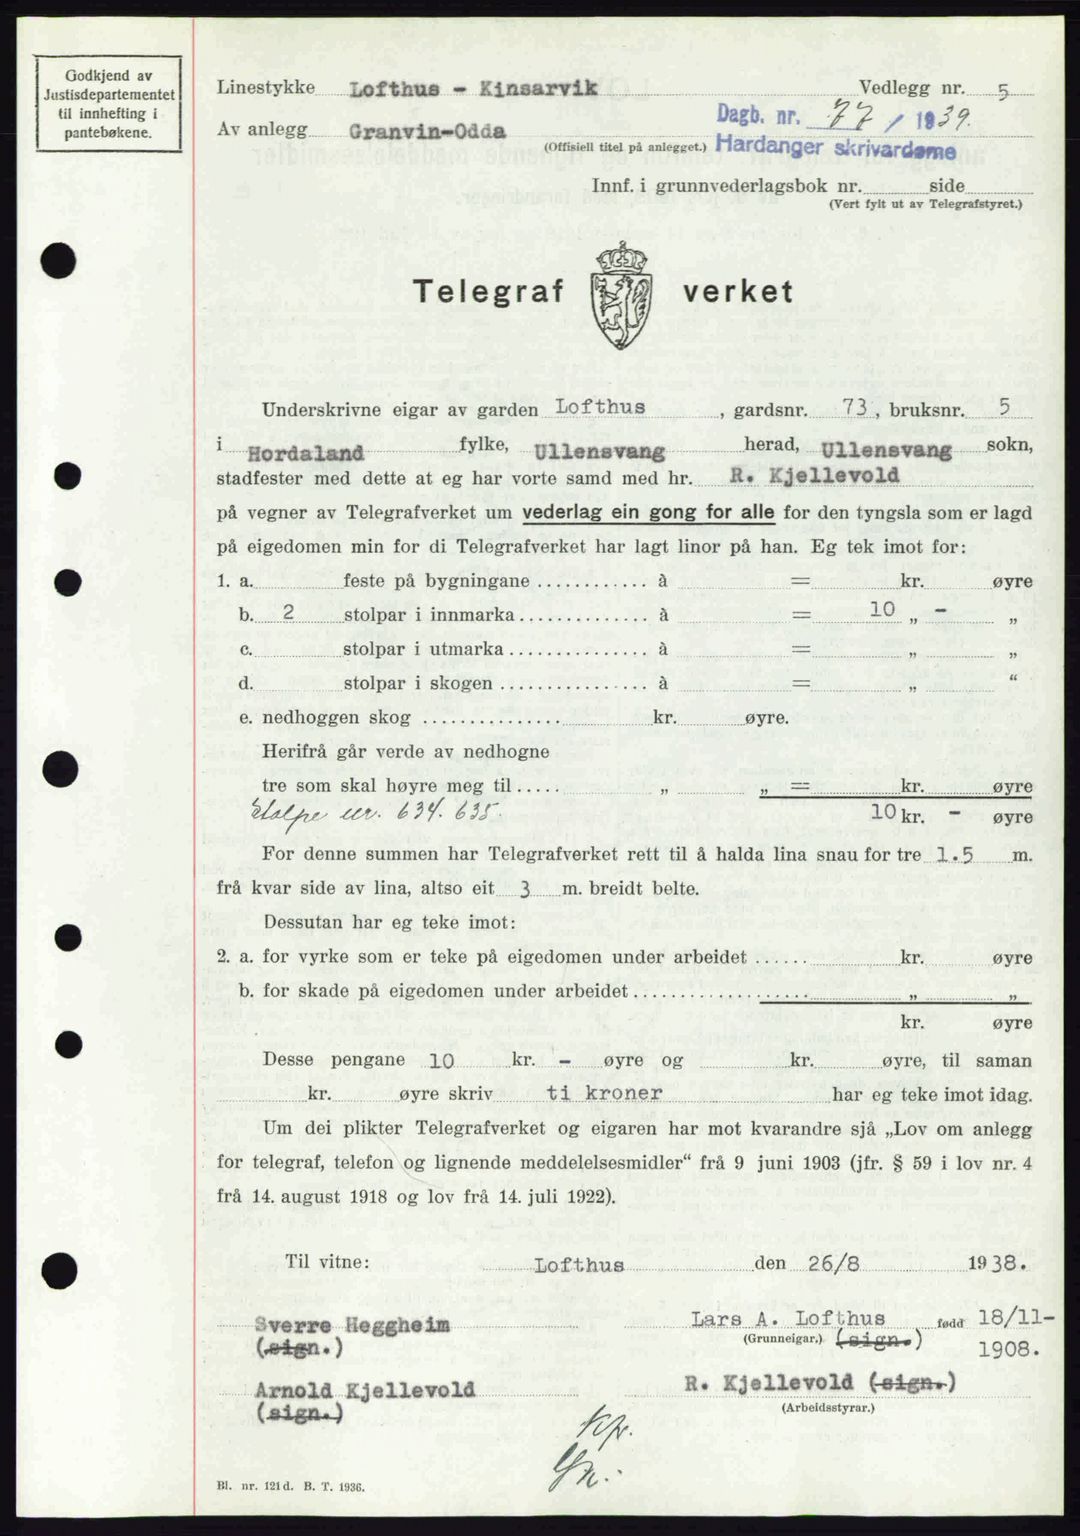 Godkjend av
Justisdepartementet
til innhefting i
pantebøkene.
Linestykke Lofthus - Kinsarvik Vedlegg nr. 5
Av anlegg Granvin-Odda
(Offisiell titel på anlegget.)
Dagb. nr. 77 / 1939.
Hardanger skrivardøme
Innf. i grunnvederlagsbok nr. side
(Vert fylt ut av Telegrafstyret.)
Telegraf verket
Underskrivne eigar av garden Lofthus , gardsnr. 73 , bruksnr. 5
i Hordaland fylke, Ullensvang herad, Ullensvang sokn,
stadfester med dette at eg har vorte samd med hr. R. Kjellevold
på vegner av Telegrafverket um vederlag ein gong for alle for den tyngsla som er lagd
på eigedomen min for di Telegrafverket har lagt linor på han. Eg tek imot for:
1. a. feste på bygningane ............ à = kr. øyre
b. 2 stolpar i innmarka .............. à = 10 „ - „
c. stolpar i utmarka ............... à = „ „
d. stolpar i skogen ................ à = „ “
e. nedhoggen skog ............... kr. øyre.
Herifrå går verde av nedhogne
tre som skal høyre meg til ..... „ „ = kr. øyre
Stolpe nr. 634. 635. 10 kr. - øyre
For denne summen har Telegrafverket rett til å halda lina snau for tre 1.5 m.
frå kvar side av lina, altso eit 3 m. breidt belte.
Dessutan har eg teke imot:
2. a. for vyrke som er teke på eigedomen under arbeidet ...... kr. øyre
b. for skade på eigedomen under arbeidet .................... „ „
kr. øyre
Desse pengane 10 kr. - øyre og kr. øyre, til saman
kr. øyre skriv ti kroner har eg teke imot idag.
Um dei plikter Telegrafverket og eigaren har mot kvarandre sjå „Lov om anlegg
for telegraf, telefon og lignende meddelelsesmidler“ frå 9 juni 1903 (jfr. § 59 i lov nr. 4
frå 14. august 1918 og lov frå 14. juli 1922).
Til vitne: Lofthus den 26/8 1938.
Sverre Heggheim
(sign.)
Lars A. Lofthus født 18/11-
(Grunneigar.) (sign.) 1908.
Arnold Kjellevold
(sign.)
R. Kjellevold (sign.)
(Arbeidsstyrar.)
Bl. nr. 121 d. B. T. 1936.